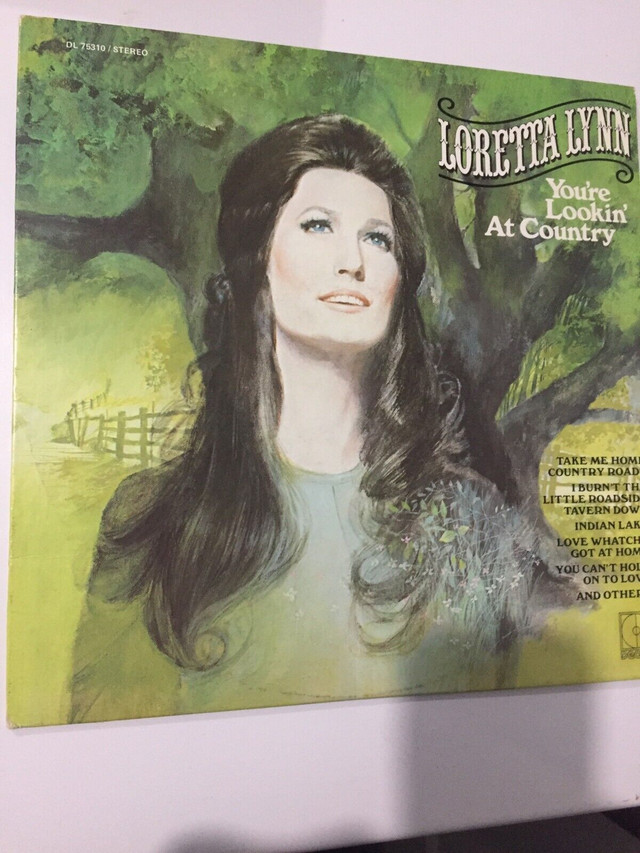 DL 75310 / STEREO
LORETTA LYNN
You're
Lookin'
At Country
TAKE ME HOM
COUNTRY ROAD
I BURN'T TH
LITTLE ROADSID
TAVERN DOW
INDIAN LAK
LOVE WHATCH
GOT AT HOM
YOU CAN'T HOL
ON TO LOV
AND OTHER